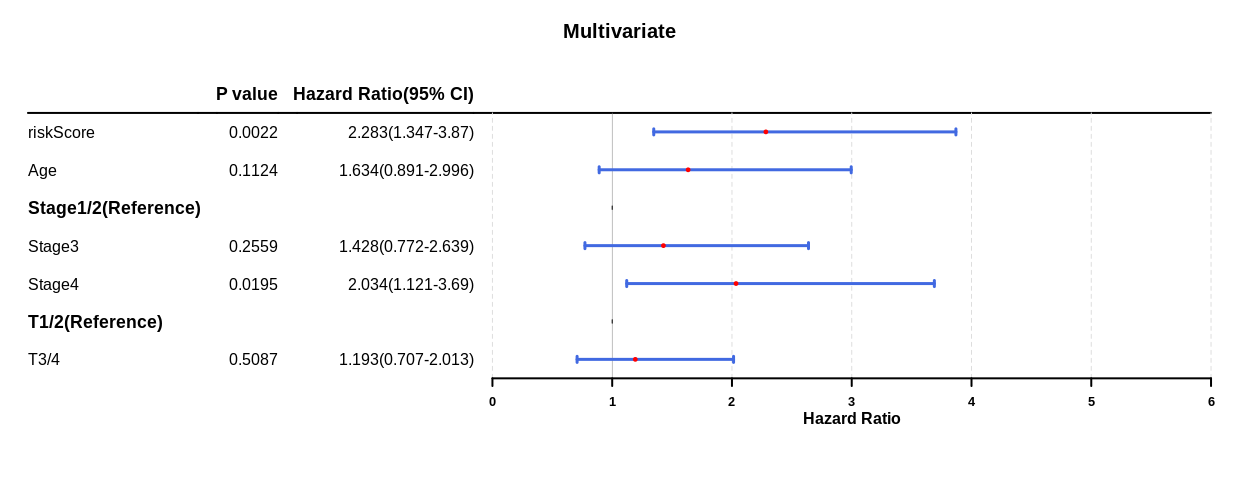 Multivariate
P value Hazard Ratio(95% CI)
riskScore 0.0022 2.283(1.347-3.87)
Age 0.1124 1.634(0.891-2.996)
Stage1/2(Reference)
Stage3 0.2559 1.428(0.772-2.639)
Stage4 0.0195 2.034(1.121-3.69)
T1/2(Reference)
T3/4 0.5087 1.193(0.707-2.013)
0 1 2 3 4 5 6
Hazard Ratio